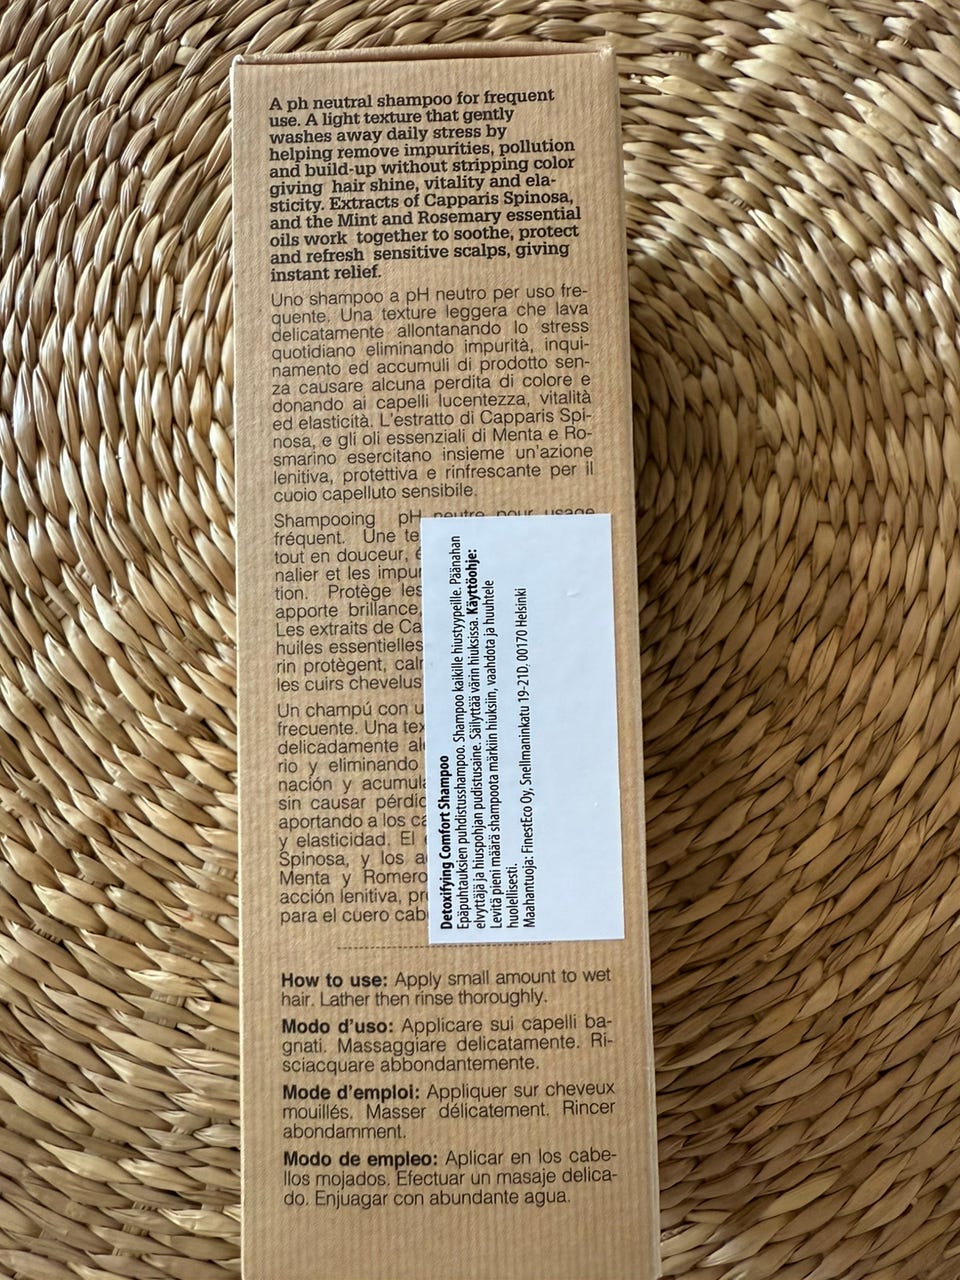 A ph neutral shampoo for frequent
use. A light texture that gently
washes away daily stress by
helping remove impurities, pollution
and build-up without stripping color
giving hair shine, vitality and ela-
sticity. Extracts of Capparis Spinosa,
and the Mint and Rosemary essential
oils work together to soothe, protect
and refresh sensitive scalps, giving
instant relief.
Uno shampoo a pH neutro per uso fre-
quente. Una texture leggera che lava
delicatamente allontanando lo stress
quotidiano eliminando impurità, inqui-
namento ed accumuli di prodotto sen-
za causare alcuna perdita di colore e
donando ai capelli lucentezza, vitalità
ed elasticità. L'estratto di Capparis Spi-
nosa, e gli oli essenziali di Menta e Ro-
smarino esercitano insieme un'azione
lenitiva, protettiva e rinfrescante per il
cuoio capelluto sensibile.
Shampooing pH neutre pour usage
fréquent. Une te
tout en douceur, é
nalier et les impur
tion. Protège les
apporte brillance,
Les extraits de Ca
huiles essentielles
rin protègent, calr
les cuirs chevelus
Un champú con u
frecuente. Una tex
delicadamente al
rio y eliminando
nación y acumula
sin causar pérdic
aportando a los ca
y elasticidad. El
Spinosa, y los a
Menta y Romero
acción lenitiva, pr
para el cuero cab
Detoxifying Comfort Shampoo
Epäpuhtauksien puhdistusshampoo. Shampoo kaikille hiustyypeille. Päänahan
elvyttäjä ja hiuspohjan pudistusaine. Säilyttää värin hiuksissa. Käyttöohje:
Levitä pieni määrä shampoota märkiin hiuksiin, vaahdota ja huuhtele
huolellisesti.
Maahantuoja: FinestEco Oy, Snellmaninkatu 19-21D, 00170 Helsinki
How to use: Apply small amount to wet
hair. Lather then rinse thoroughly.
Modo d'uso: Applicare sui capelli ba-
gnati. Massaggiare delicatamente. Ri-
sciacquare abbondantemente.
Mode d'emploi: Appliquer sur cheveux
mouillés. Masser délicatement. Rincer
abondamment.
Modo de empleo: Aplicar en los cabe-
llos mojados. Efectuar un masaje delica-
do. Enjuagar con abundante agua.